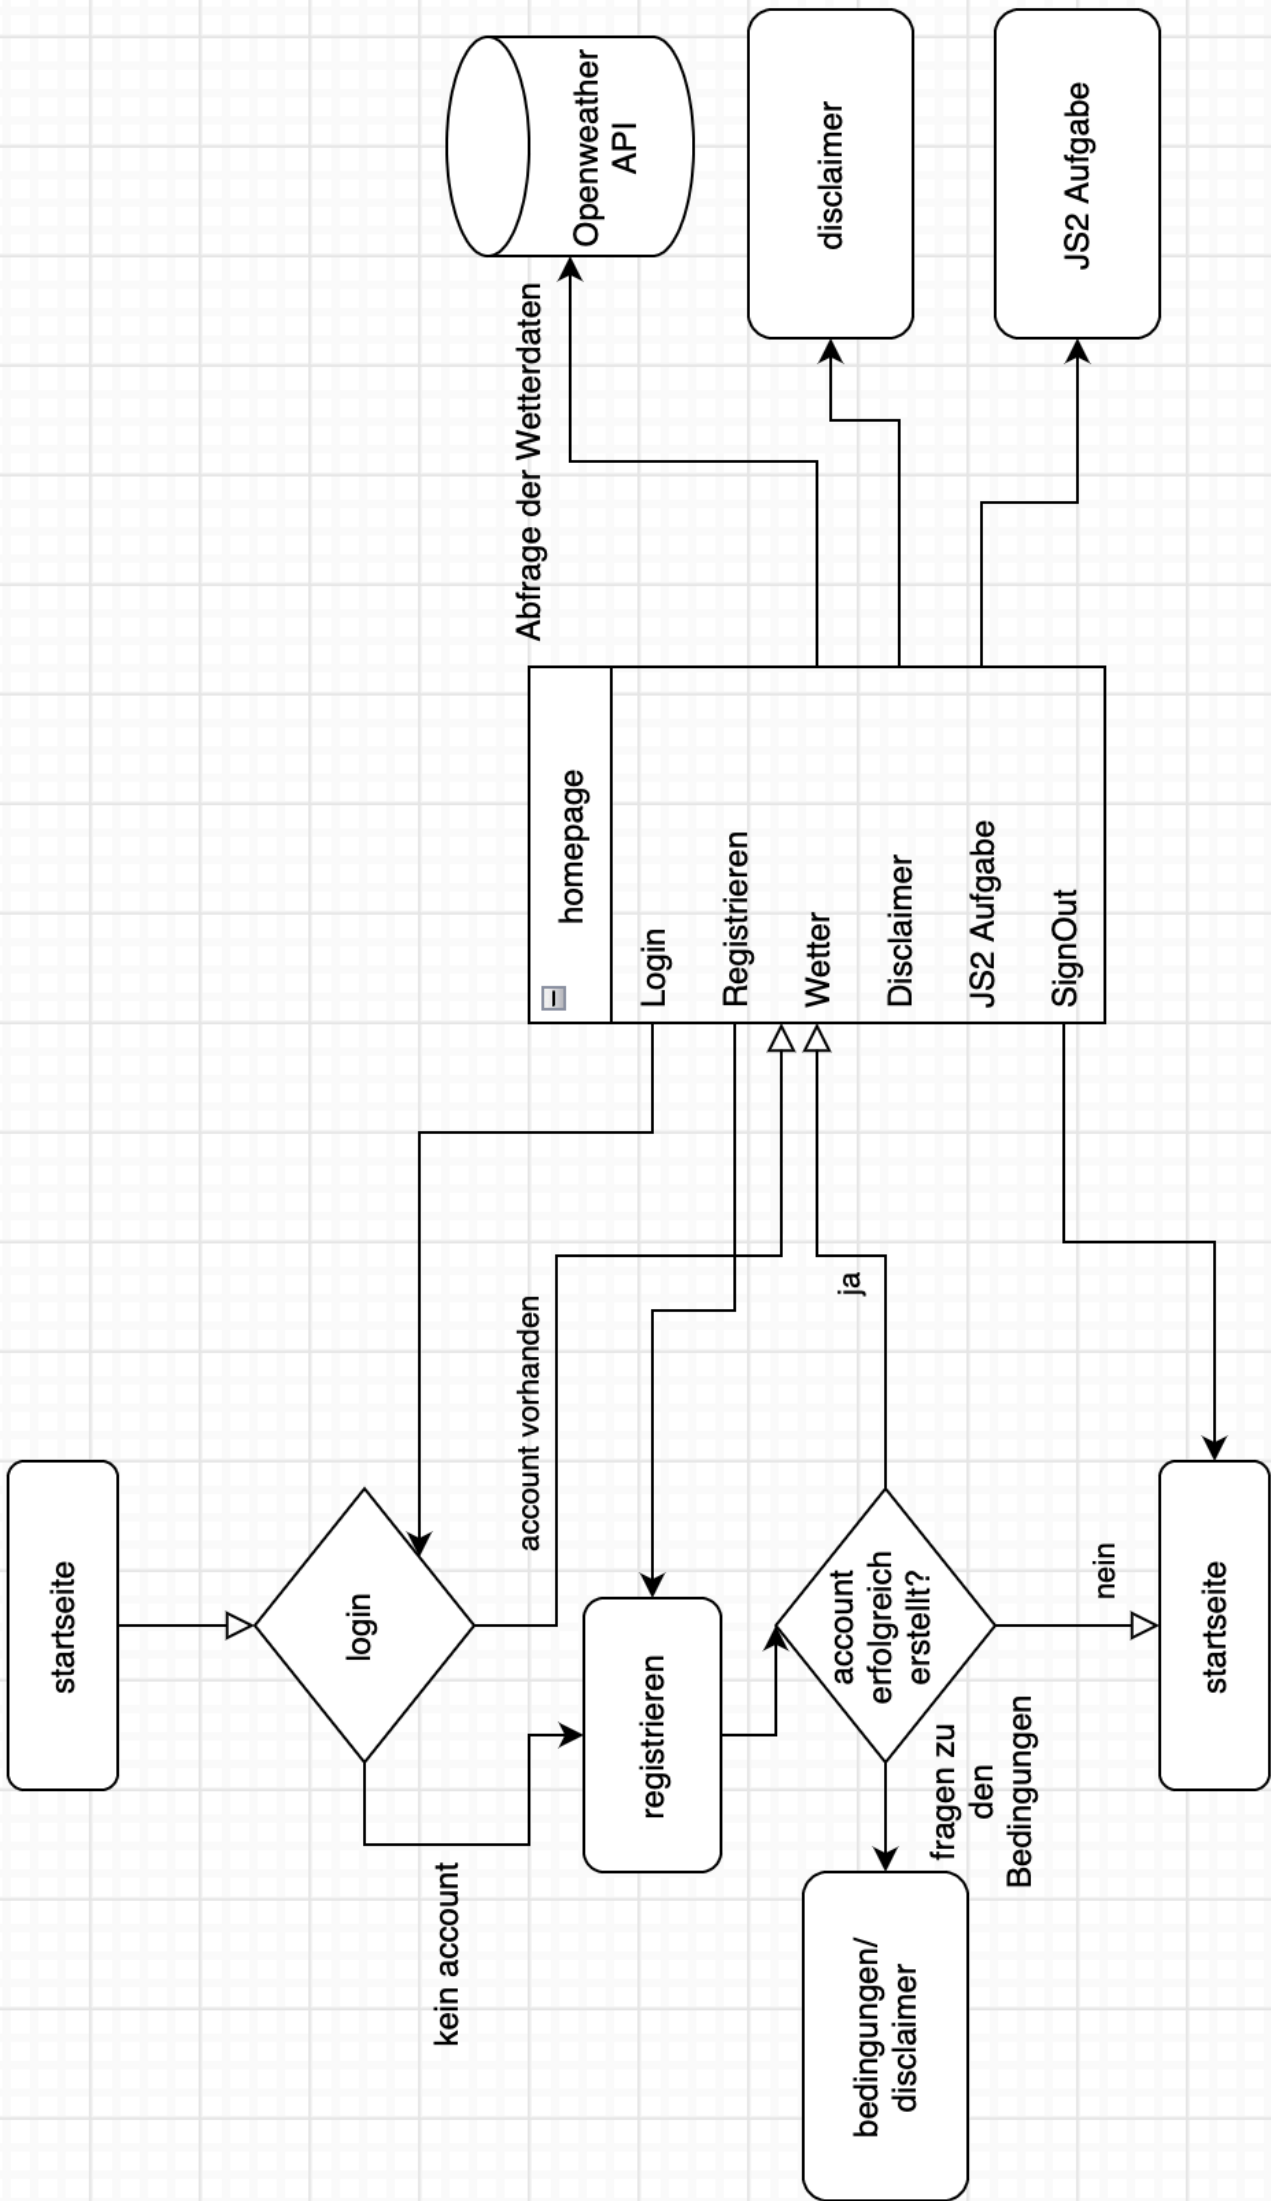 startseite
login
kein account
account vorhanden
registrieren
account
erfolgreich
erstellt?
ja
nein
fragen zu
den
Bedingungen
bedingungen/
disclaimer
startseite
homepage
Login
Registrieren
Wetter
Disclaimer
JS2 Aufgabe
SignOut
Abfrage der Wetterdaten
Openweather
API
disclaimer
JS2 Aufgabe